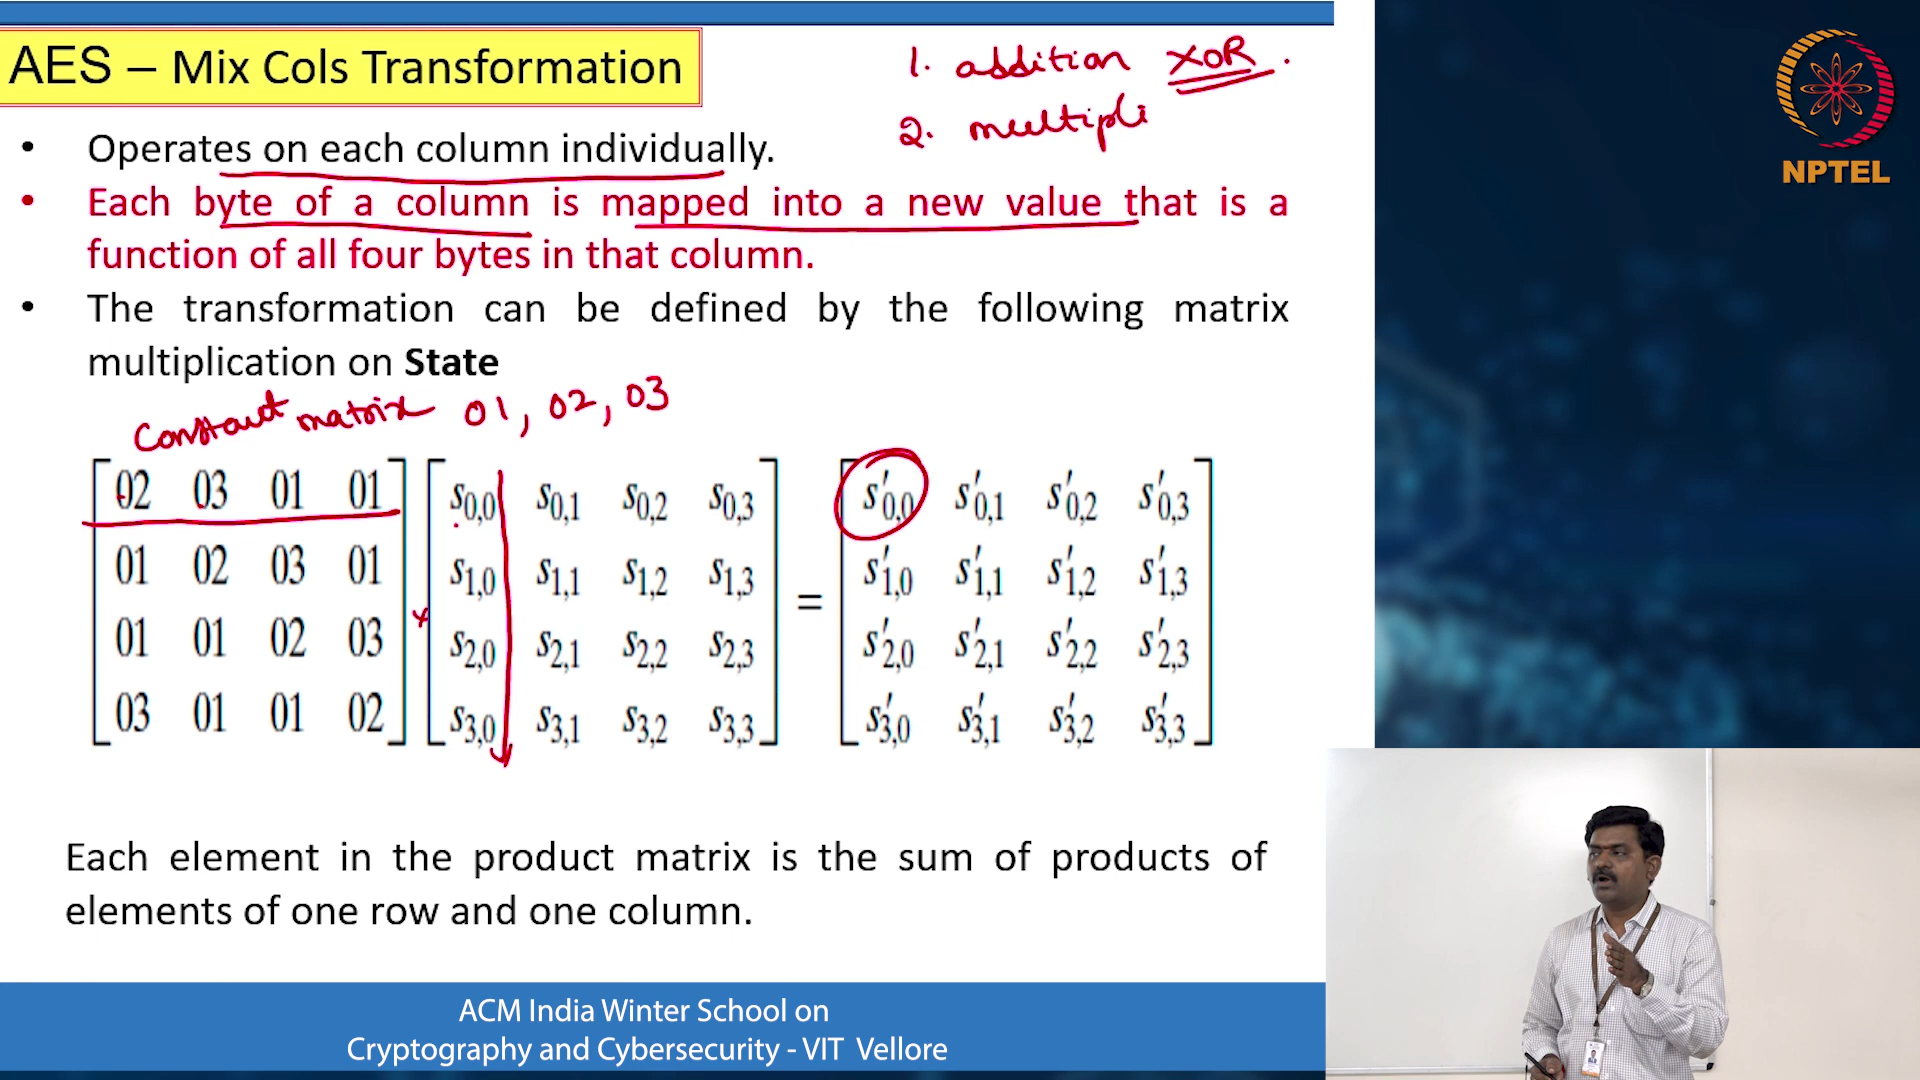 AES – Mix Cols Transformation
1. addition XOR.
2. multipli
• Operates on each column individually.
• Each byte of a column is mapped into a new value that is a
function of all four bytes in that column.
• The transformation can be defined by the following matrix
multiplication on State
Constant matrix 01, 02, 03
02 03 01 01 s0,0 s0,1 s0,2 s0,3 s′0,0 s′0,1 s′0,2 s′0,3
01 02 03 01 s1,0 s1,1 s1,2 s1,3 s′1,0 s′1,1 s′1,2 s′1,3
× =
01 01 02 03 s2,0 s2,1 s2,2 s2,3 s′2,0 s′2,1 s′2,2 s′2,3
03 01 01 02 s3,0 s3,1 s3,2 s3,3 s′3,0 s′3,1 s′3,2 s′3,3
Each element in the product matrix is the sum of products of
elements of one row and one column.
ACM India Winter School on
Cryptography and Cybersecurity - VIT Vellore
NPTEL